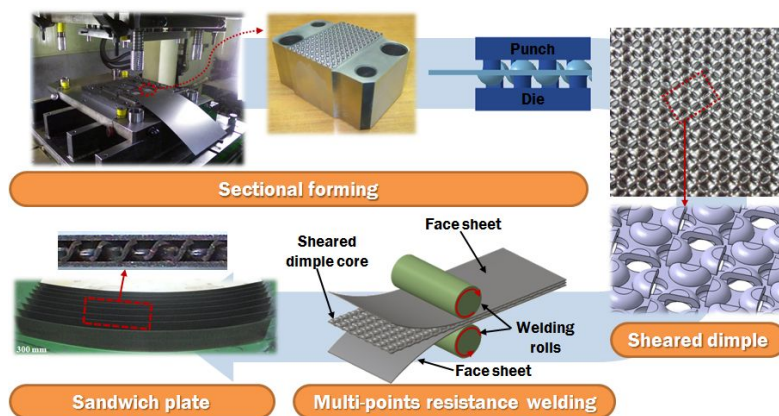 Punch
Die
Sectional forming
Face sheet
Sheared
dimple core
Welding
rolls
Face sheet
300 mm
Sheared dimple
Sandwich plate
Multi-points resistance welding